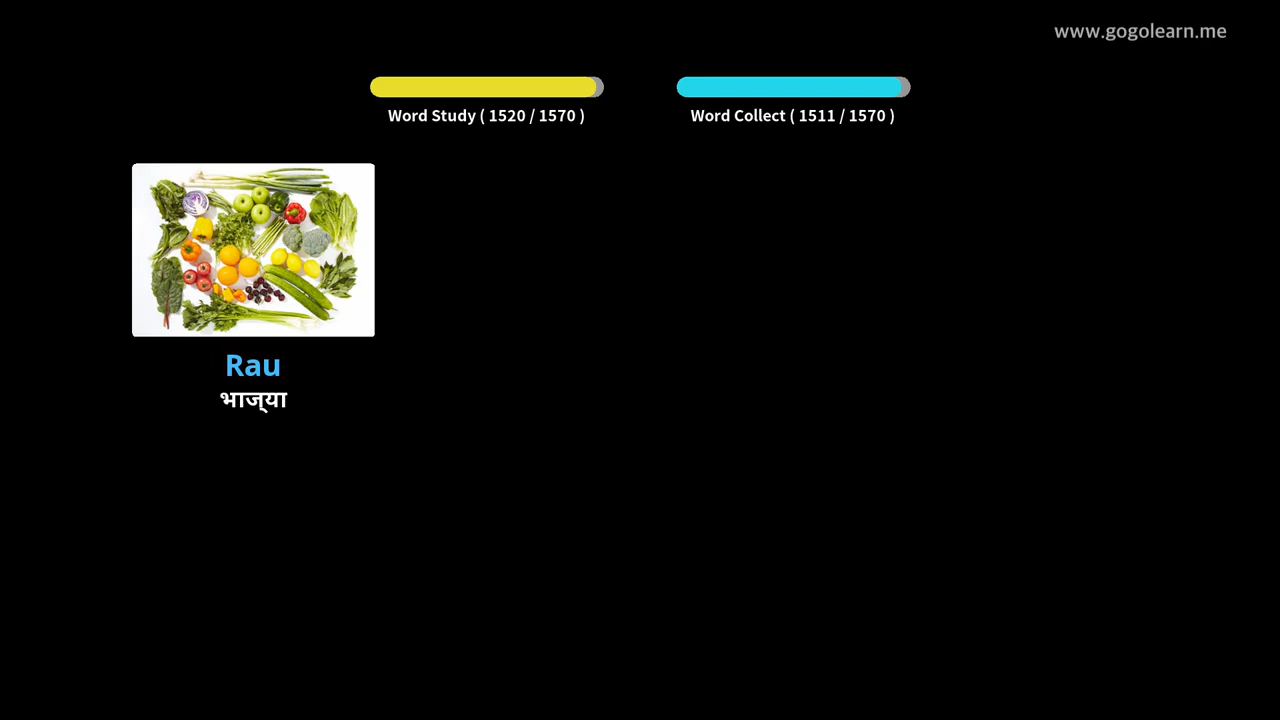 www.gogolearn.me
Word Study ( 1520 / 1570 )
Word Collect ( 1511 / 1570 )
Rau
भाज्या